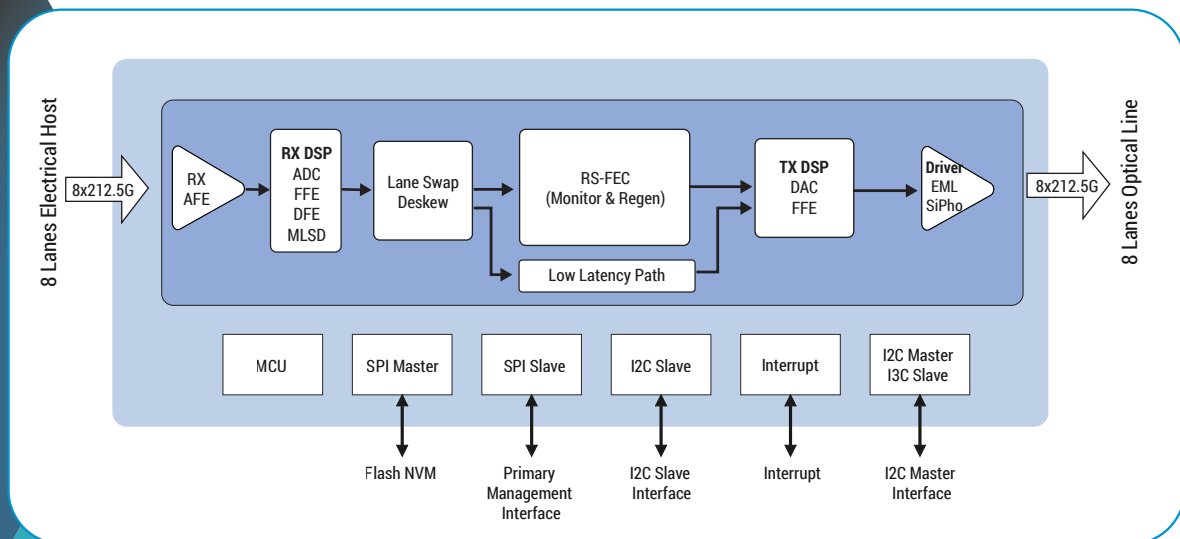 8 Lanes Electrical Host
8x212.5G
RX
AFE
RX DSP
ADC
FFE
DFE
MLSD
Lane Swap
Deskew
RS-FEC
(Monitor & Regen)
Low Latency Path
TX DSP
DAC
FFE
Driver
EML
SiPho
8x212.5G
8 Lanes Optical Line
MCU
SPI Master
SPI Slave
I2C Slave
Interrupt
I2C Master
I3C Slave
Flash NVM
Primary
Management
Interface
I2C Slave
Interface
Interrupt
I2C Master
Interface